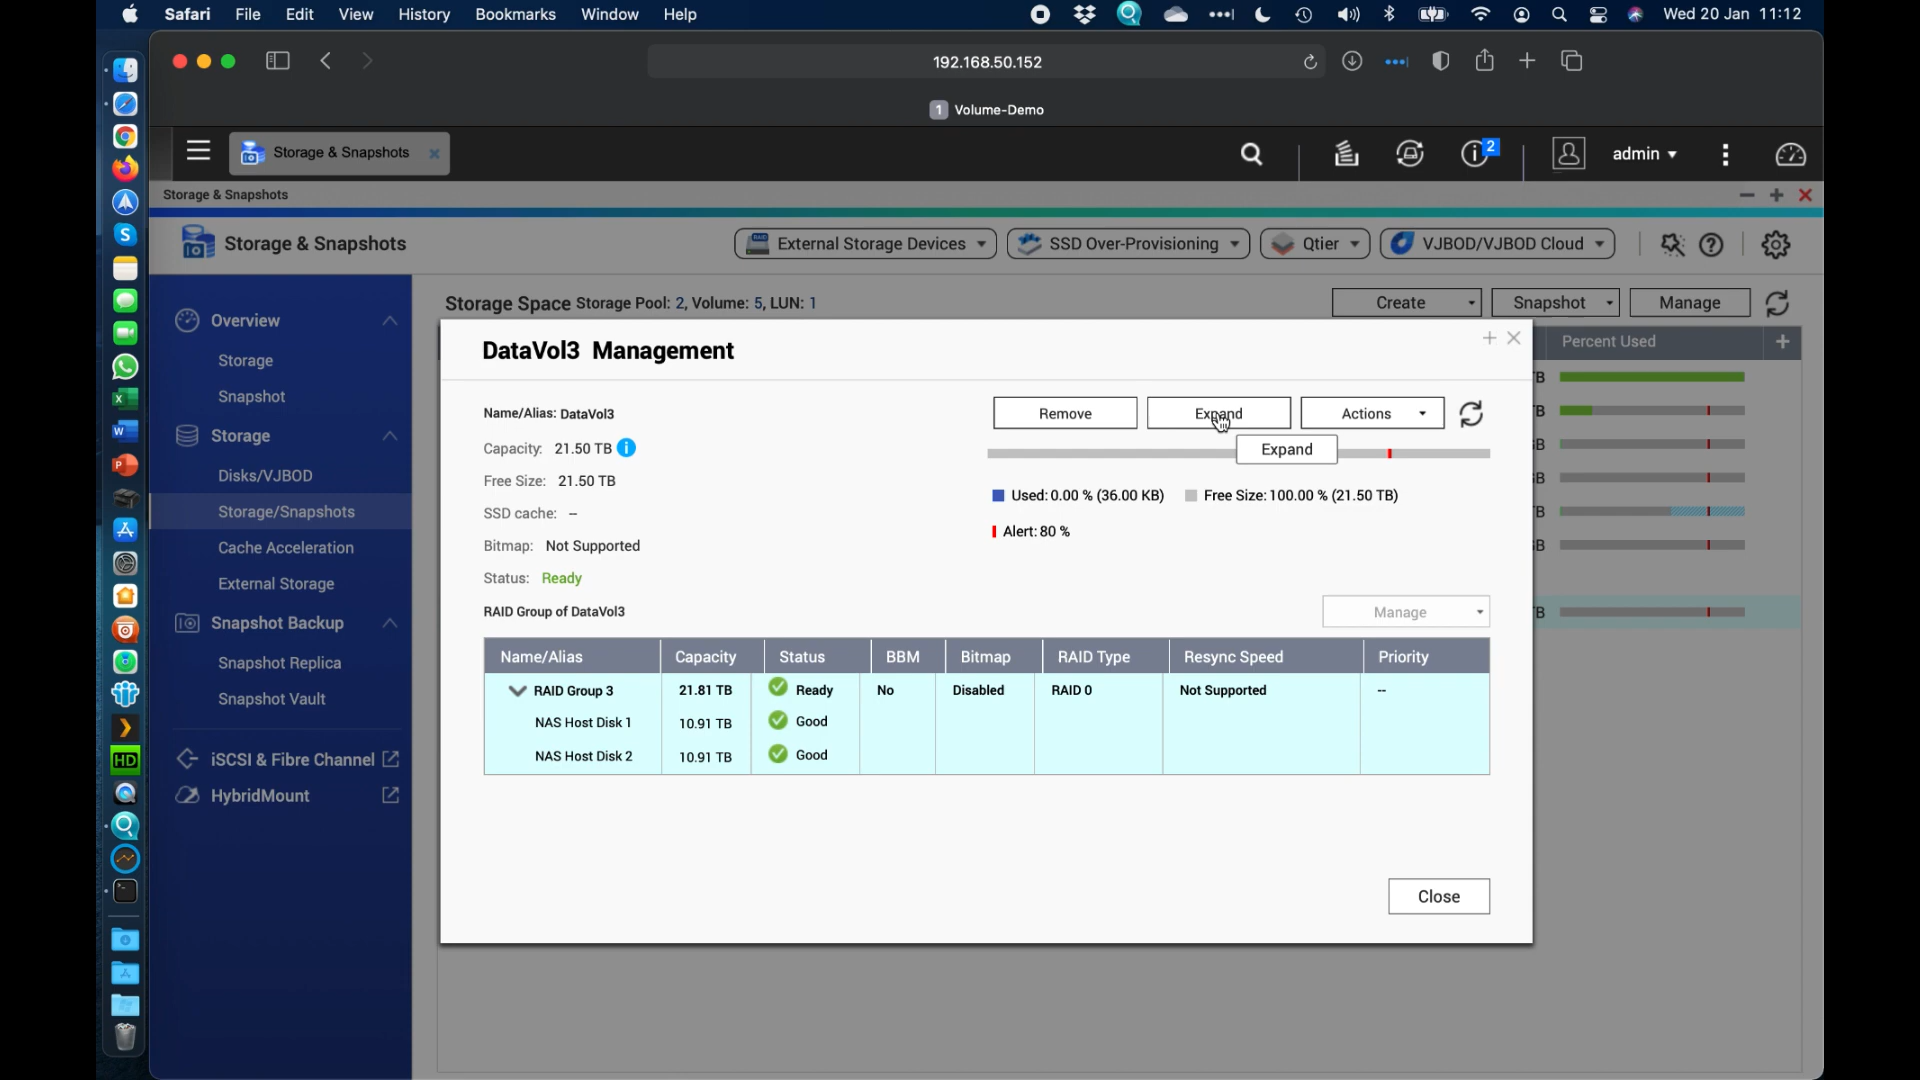 Safari File Edit View History Bookmarks Window Help Wed 20 Jan 11:12
192.168.50.152
1 Volume-Demo
Storage & Snapshots 2 admin
Storage & Snapshots
Storage & Snapshots External Storage Devices SSD Over-Provisioning Qtier VJBOD/VJBOD Cloud
Overview
Storage
Snapshot
Storage
Disks/VJBOD
Storage/Snapshots
Cache Acceleration
External Storage
Snapshot Backup
Snapshot Replica
Snapshot Vault
iSCSI & Fibre Channel
HybridMount
HD
Storage Space Storage Pool: 2, Volume: 5, LUN: 1 Create Snapshot Manage
Percent Used
DataVol3 Management
Name/Alias: DataVol3 Remove Expand Actions
Capacity: 21.50 TB Expand
Free Size: 21.50 TB Used: 0.00 % (36.00 KB) Free Size: 100.00 % (21.50 TB)
SSD cache: – Alert: 80 %
Bitmap: Not Supported
Status: Ready
RAID Group of DataVol3 Manage
Name/Alias Capacity Status BBM Bitmap RAID Type Resync Speed Priority
RAID Group 3 21.81 TB Ready No Disabled RAID 0 Not Supported --
NAS Host Disk 1 10.91 TB Good
NAS Host Disk 2 10.91 TB Good
Close